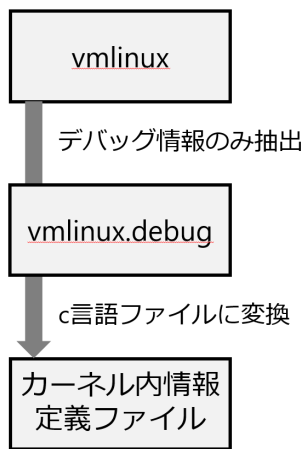 vmlinux
デバッグ情報のみ抽出
vmlinux.debug
c言語ファイルに変換
カーネル内情報
定義ファイル